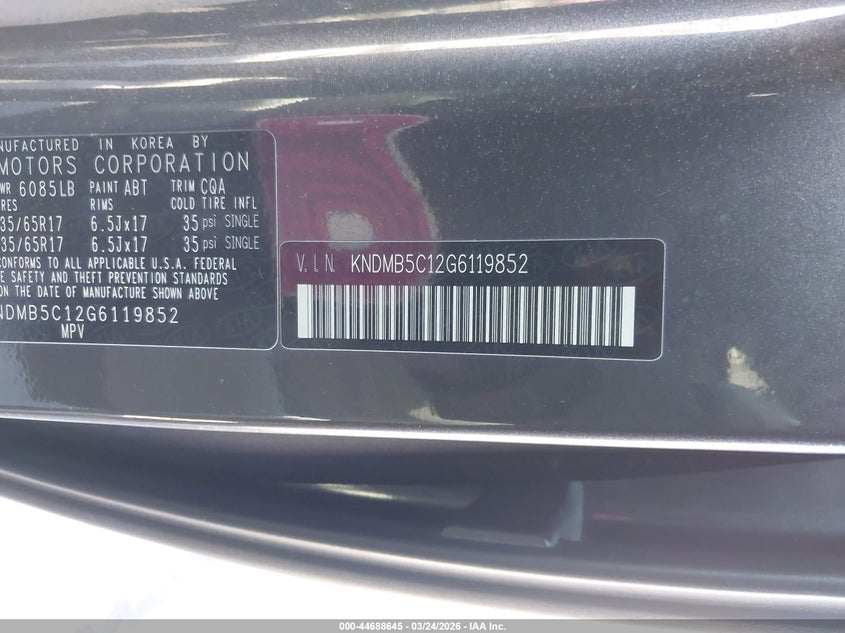 NUFACTURED IN KOREA BY
MOTORS CORPORATION
WR 6085LB PAINT ABT TRIM CQA
RES RIMS COLD TIRE INFL
35/65R17 6.5Jx17 35 psi SINGLE
35/65R17 6.5Jx17 35 psi SINGLE
TO ALL APPLICABLE U.S.A. FEDERAL
E SAFETY AND THEFT PREVENTION STANDARDS
THE DATE OF MANUFACTURE SHOWN ABOVE
NDMB5C12G6119852
MPV
V.I.N. KNDMB5C12G6119852
000-44688645 / 03/24/2026 - IAA Inc.